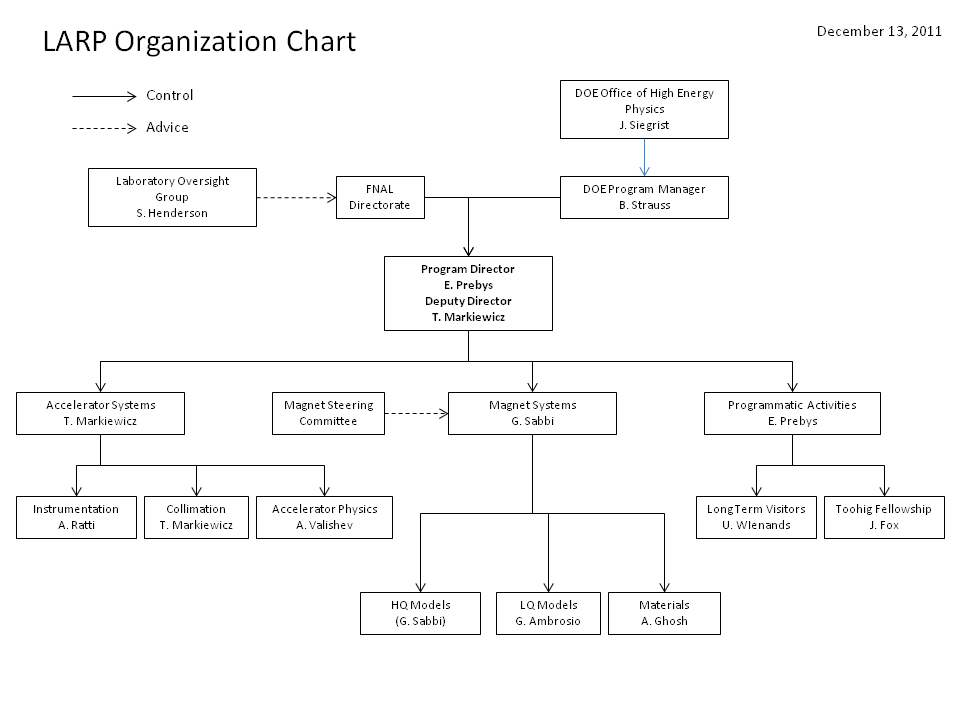 LARP Organization Chart
December 13, 2011
Control
Advice
DOE Office of High Energy
Physics
J. Siegrist
Laboratory Oversight
Group
S. Henderson
FNAL
Directorate
DOE Program Manager
B. Strauss
Program Director
E. Prebys
Deputy Director
T. Markiewicz
Accelerator Systems
T. Markiewicz
Magnet Steering
Committee
Magnet Systems
G. Sabbi
Programmatic Activities
E. Prebys
Instrumentation
A. Ratti
Collimation
T. Markiewicz
Accelerator Physics
A. Valishev
Long Term Visitors
U. WIenands
Toohig Fellowship
J. Fox
HQ Models
(G. Sabbi)
LQ Models
G. Ambrosio
Materials
A. Ghosh